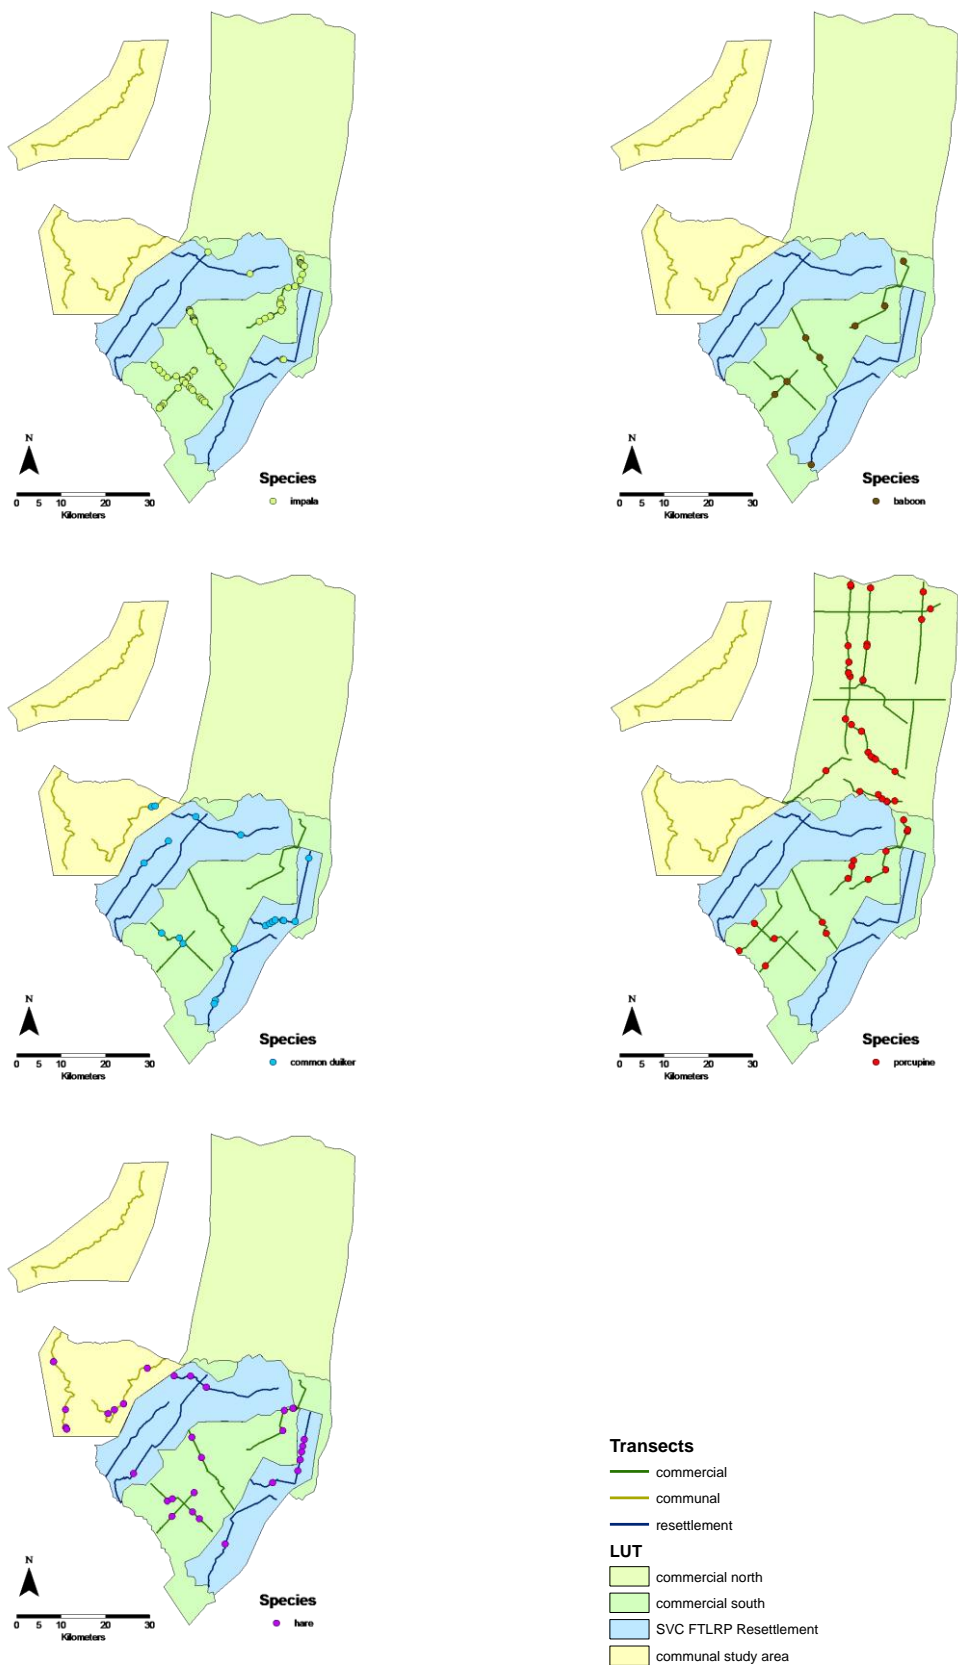 N
Species
impala
0 5 10 20 30
Kilometers
N
Species
baboon
0 5 10 20 30
Kilometers
N
Species
common duiker
0 5 10 20 30
Kilometers
N
Species
porcupine
0 5 10 20 30
Kilometers
N
Species
hare
0 5 10 20 30
Kilometers
Transects
commercial
communal
resettlement
LUT
commercial north
commercial south
SVC FTLRP Resettlement
communal study area